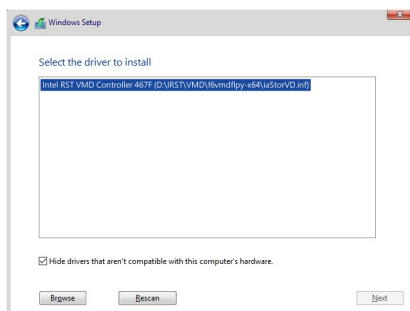 Windows Setup
Select the driver to install
Intel RST VMD Controller 467F (D:\IRST\VMD\f6vmdflpy-x64\iaStorVD.inf)
Hide drivers that aren't compatible with this computer's hardware.
Browse Rescan Next